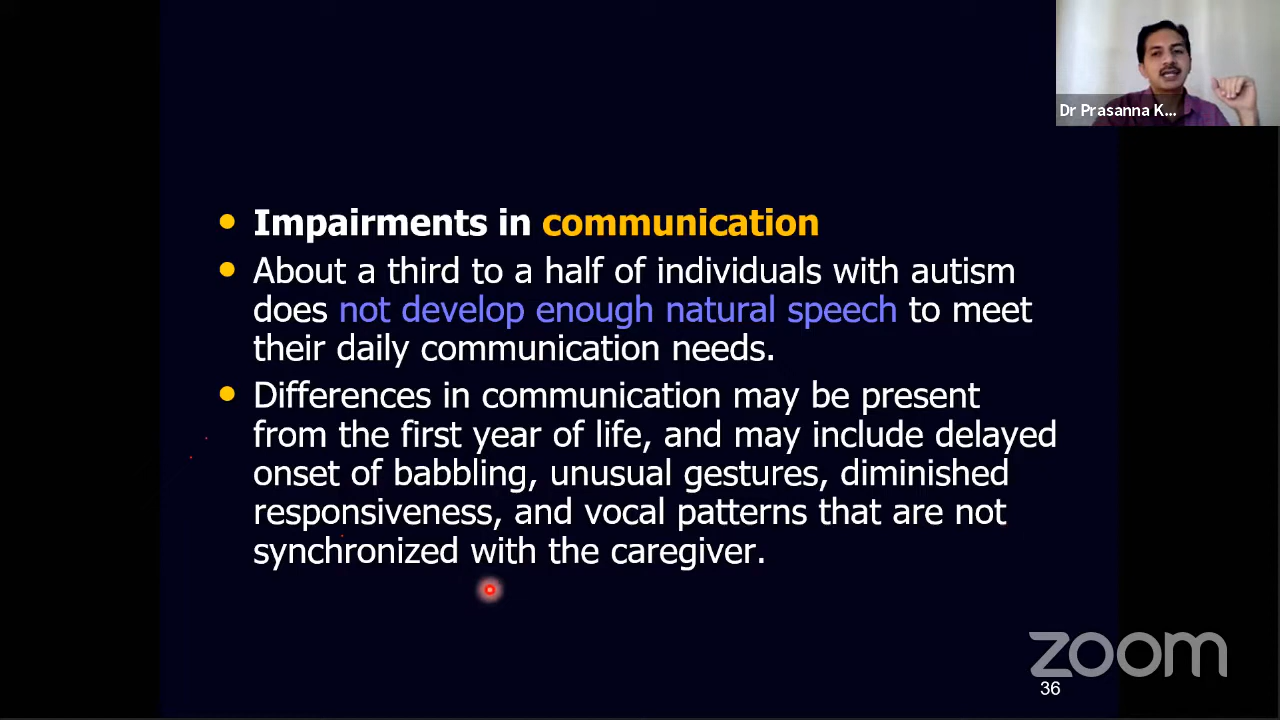 Dr Prasanna K...
• Impairments in communication
• About a third to a half of individuals with autism
does not develop enough natural speech to meet
their daily communication needs.
• Differences in communication may be present
from the first year of life, and may include delayed
onset of babbling, unusual gestures, diminished
responsiveness, and vocal patterns that are not
synchronized with the caregiver.
zoom
36